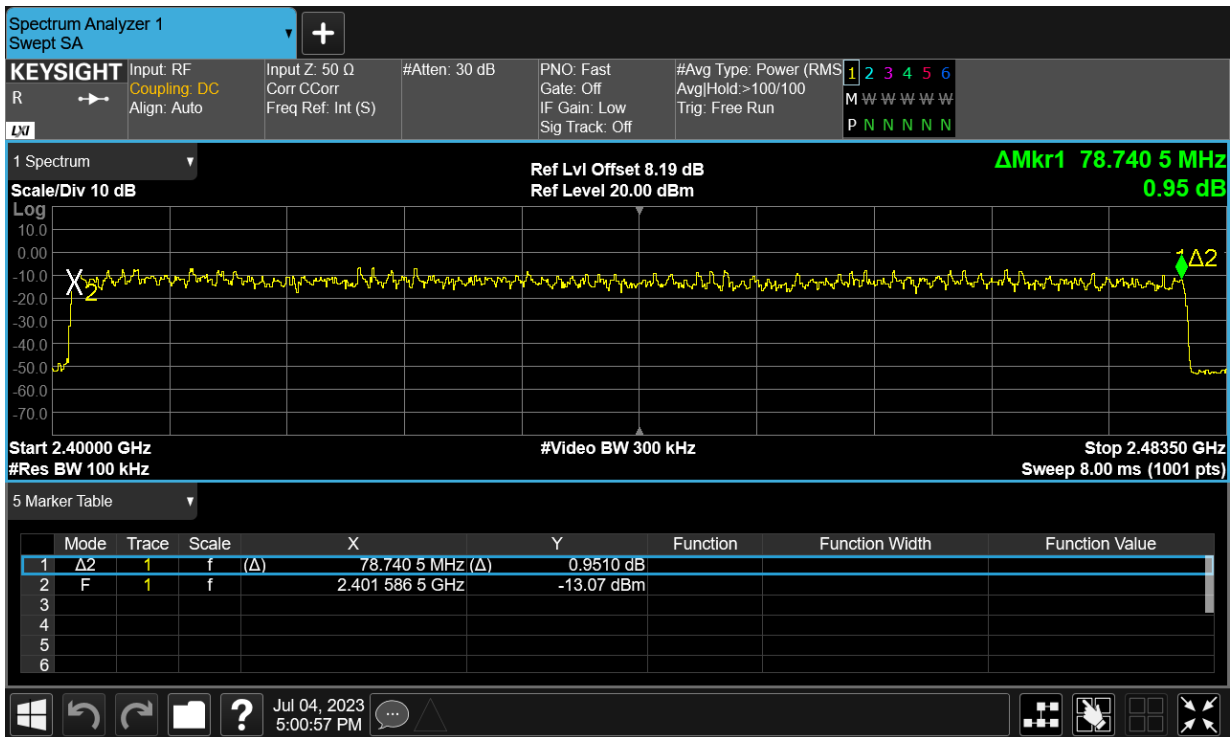 Spectrum Analyzer 1
Swept SA
KEYSIGHT
R
LXI
Input: RF
Coupling: DC
Align: Auto
Input Z: 50 Ω
Corr CCorr
Freq Ref: Int (S)
#Atten: 30 dB
PNO: Fast
Gate: Off
IF Gain: Low
Sig Track: Off
#Avg Type: Power (RMS
Avg|Hold:>100/100
Trig: Free Run
1 2 3 4 5 6
M W W W W W
P N N N N N
1 Spectrum
Scale/Div 10 dB
Ref Lvl Offset 8.19 dB
Ref Level 20.00 dBm
ΔMkr1 78.740 5 MHz
0.95 dB
Log
10.0
0.00
-10.0
-20.0
-30.0
-40.0
-50.0
-60.0
-70.0
X2
1Δ2
Start 2.40000 GHz
#Video BW 300 kHz
Stop 2.48350 GHz
#Res BW 100 kHz
Sweep 8.00 ms (1001 pts)
5 Marker Table
Mode Trace Scale X Y Function Function Width Function Value
1 Δ2 1 f (Δ) 78.740 5 MHz (Δ) 0.9510 dB
2 F 1 f 2.401 586 5 GHz -13.07 dBm
3
4
5
6
?
Jul 04, 2023
5:00:57 PM